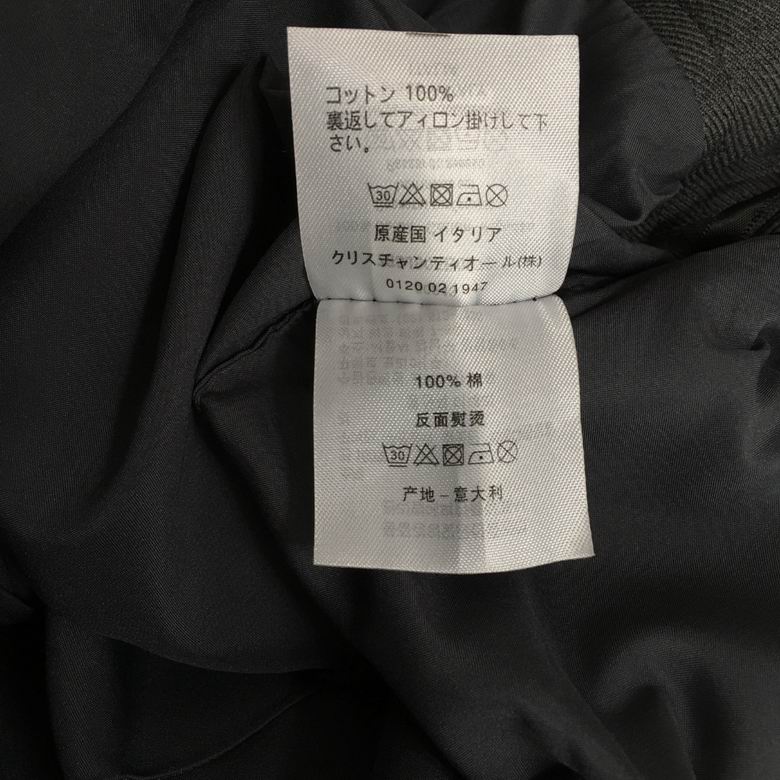 コットン 100%
裏返してアイロン掛けして下
さい。
30
原産国 イタリア
クリスチャンディオール(株)
0120 02 1947
100% 棉
反面熨烫
30
产地-意大利